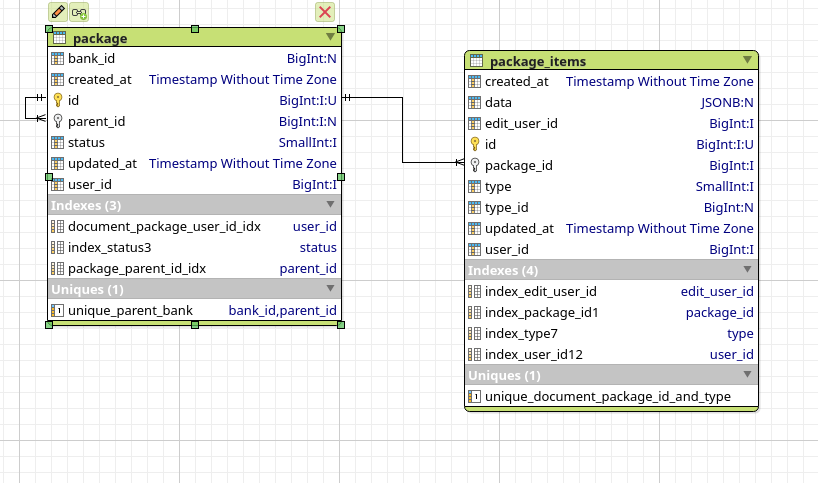 package
bank_id BigInt:N
created_at Timestamp Without Time Zone
id BigInt:I:U
parent_id BigInt:I:N
status SmallInt:I
updated_at Timestamp Without Time Zone
user_id BigInt:I
Indexes (3)
document_package_user_id_idx user_id
index_status3 status
package_parent_id_idx parent_id
Uniques (1)
unique_parent_bank bank_id,parent_id
package_items
created_at Timestamp Without Time Zone
data JSONB:N
edit_user_id BigInt:I
id BigInt:I:U
package_id BigInt:I
type SmallInt:I
type_id BigInt:N
updated_at Timestamp Without Time Zone
user_id BigInt:I
Indexes (4)
index_edit_user_id edit_user_id
index_package_id1 package_id
index_type7 type
index_user_id12 user_id
Uniques (1)
unique_document_package_id_and_type